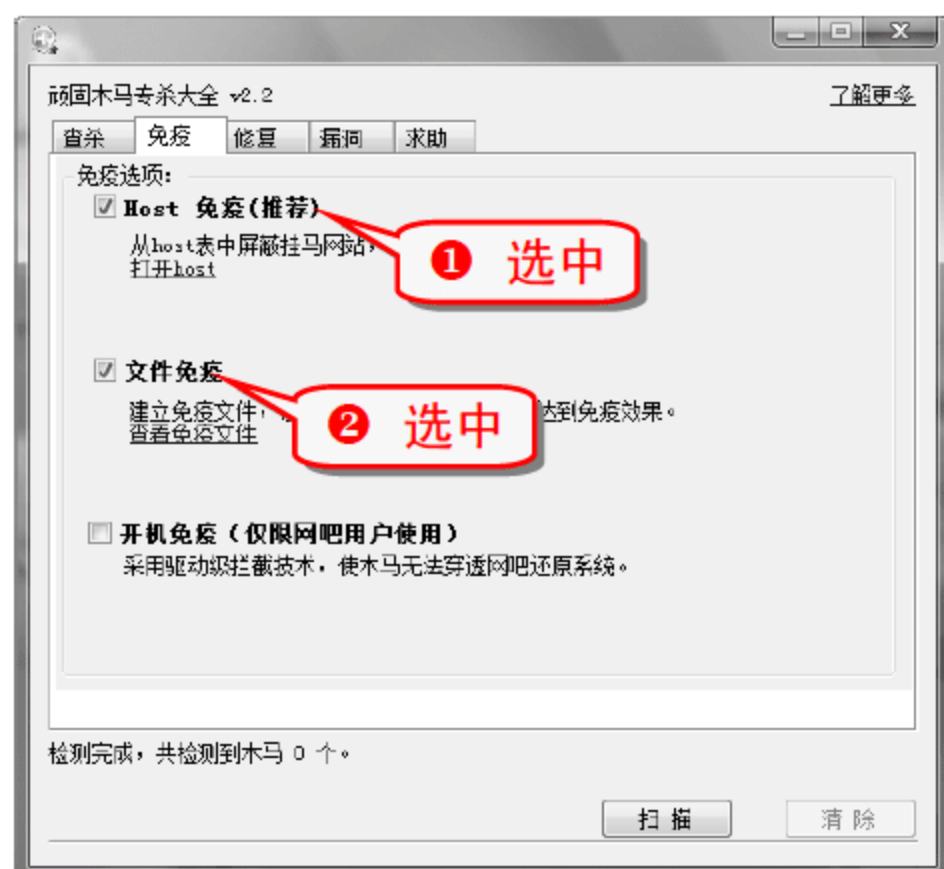 顽固木马专杀大全 v2.2
了解更多
查杀 免疫 修复 漏洞 求助
免疫选项:
Host 免疫(推荐)
从host表中屏蔽挂马网站,
打开host
❶ 选中
文件免疫
建立免疫文件, 达到免疫效果。
查看免疫文件
❷ 选中
开机免疫(仅限网吧用户使用)
采用驱动级拦截技术,使木马无法穿透网吧还原系统。
检测完成,共检测到木马 0 个。
扫描 清除